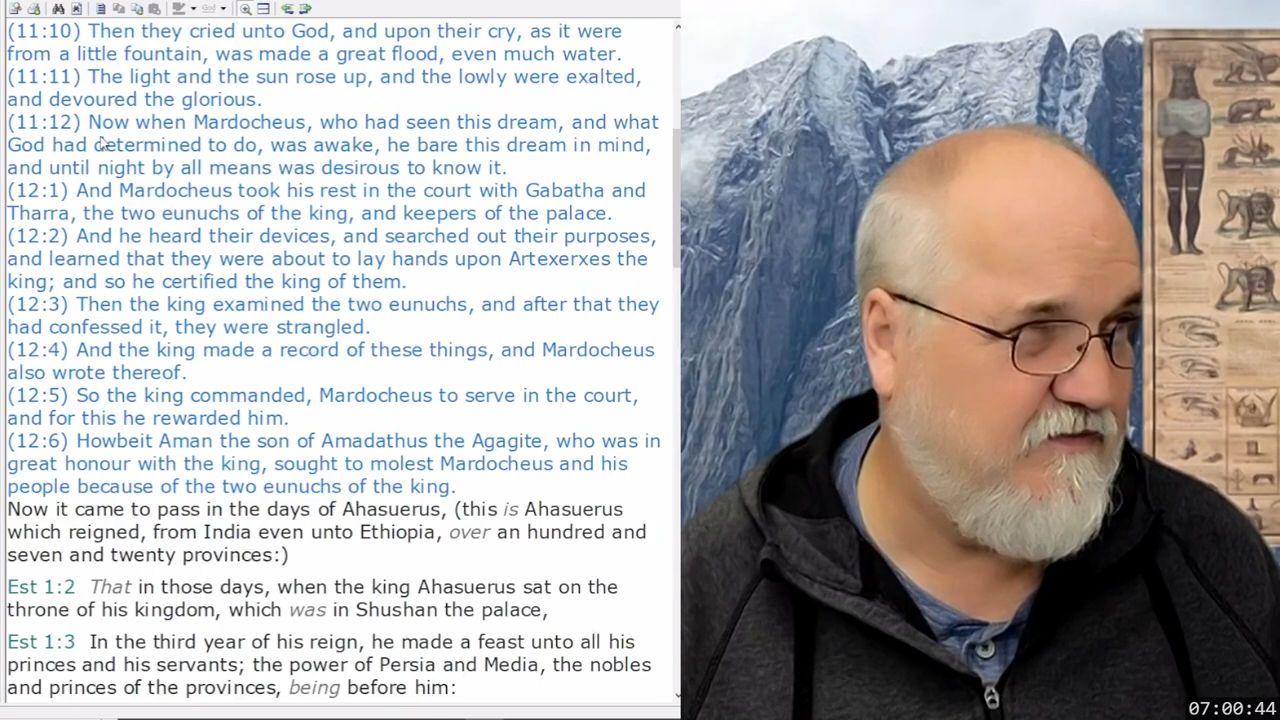 (11:10) Then they cried unto God, and upon their cry, as it were
from a little fountain, was made a great flood, even much water.
(11:11) The light and the sun rose up, and the lowly were exalted,
and devoured the glorious.
(11:12) Now when Mardocheus, who had seen this dream, and what
God had determined to do, was awake, he bare this dream in mind,
and until night by all means was desirous to know it.
(12:1) And Mardocheus took his rest in the court with Gabatha and
Tharra, the two eunuchs of the king, and keepers of the palace.
(12:2) And he heard their devices, and searched out their purposes,
and learned that they were about to lay hands upon Artexerxes the
king; and so he certified the king of them.
(12:3) Then the king examined the two eunuchs, and after that they
had confessed it, they were strangled.
(12:4) And the king made a record of these things, and Mardocheus
also wrote thereof.
(12:5) So the king commanded, Mardocheus to serve in the court,
and for this he rewarded him.
(12:6) Howbeit Aman the son of Amadathus the Agagite, who was in
great honour with the king, sought to molest Mardocheus and his
people because of the two eunuchs of the king.
Now it came to pass in the days of Ahasuerus, (this is Ahasuerus
which reigned, from India even unto Ethiopia, over an hundred and
seven and twenty provinces:)
Est 1:2 That in those days, when the king Ahasuerus sat on the
throne of his kingdom, which was in Shushan the palace,
Est 1:3 In the third year of his reign, he made a feast unto all his
princes and his servants; the power of Persia and Media, the nobles
and princes of the provinces, being before him:
07:00:44